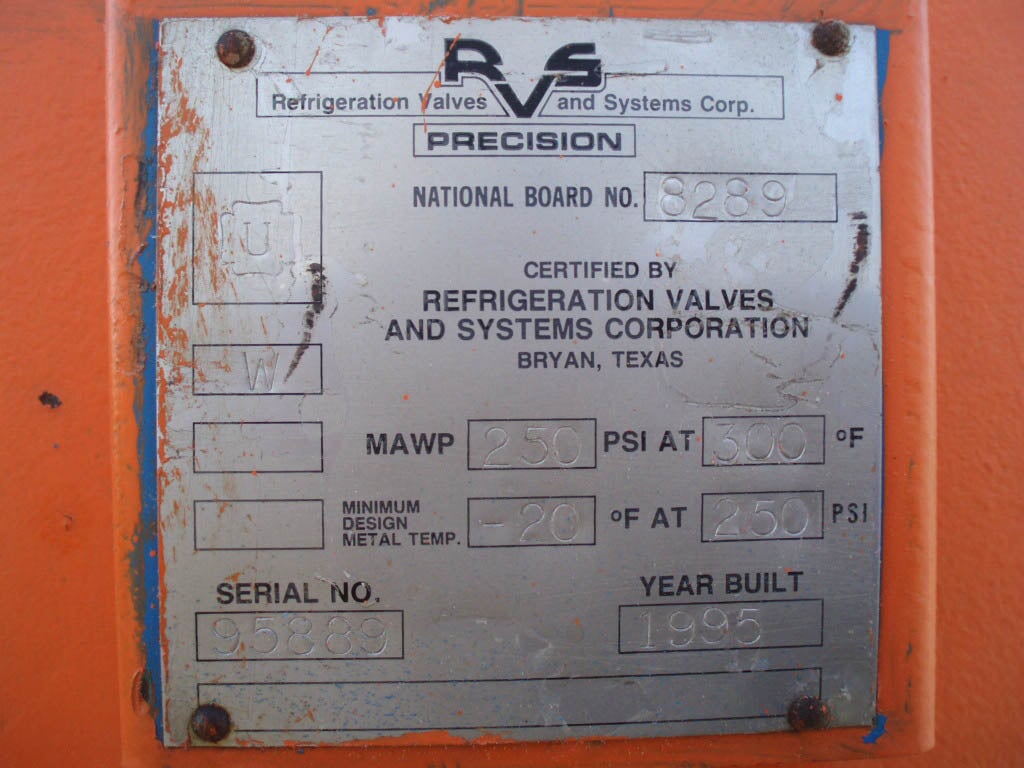 RVS
Refrigeration Valves and Systems Corp.
PRECISION
NATIONAL BOARD NO. 8289
U
CERTIFIED BY
REFRIGERATION VALVES
AND SYSTEMS CORPORATION
BRYAN, TEXAS
W
MAWP 250 PSI AT 300 °F
MINIMUM
DESIGN
METAL TEMP. -20 °F AT 250 PSI
SERIAL NO. YEAR BUILT
95889 1995